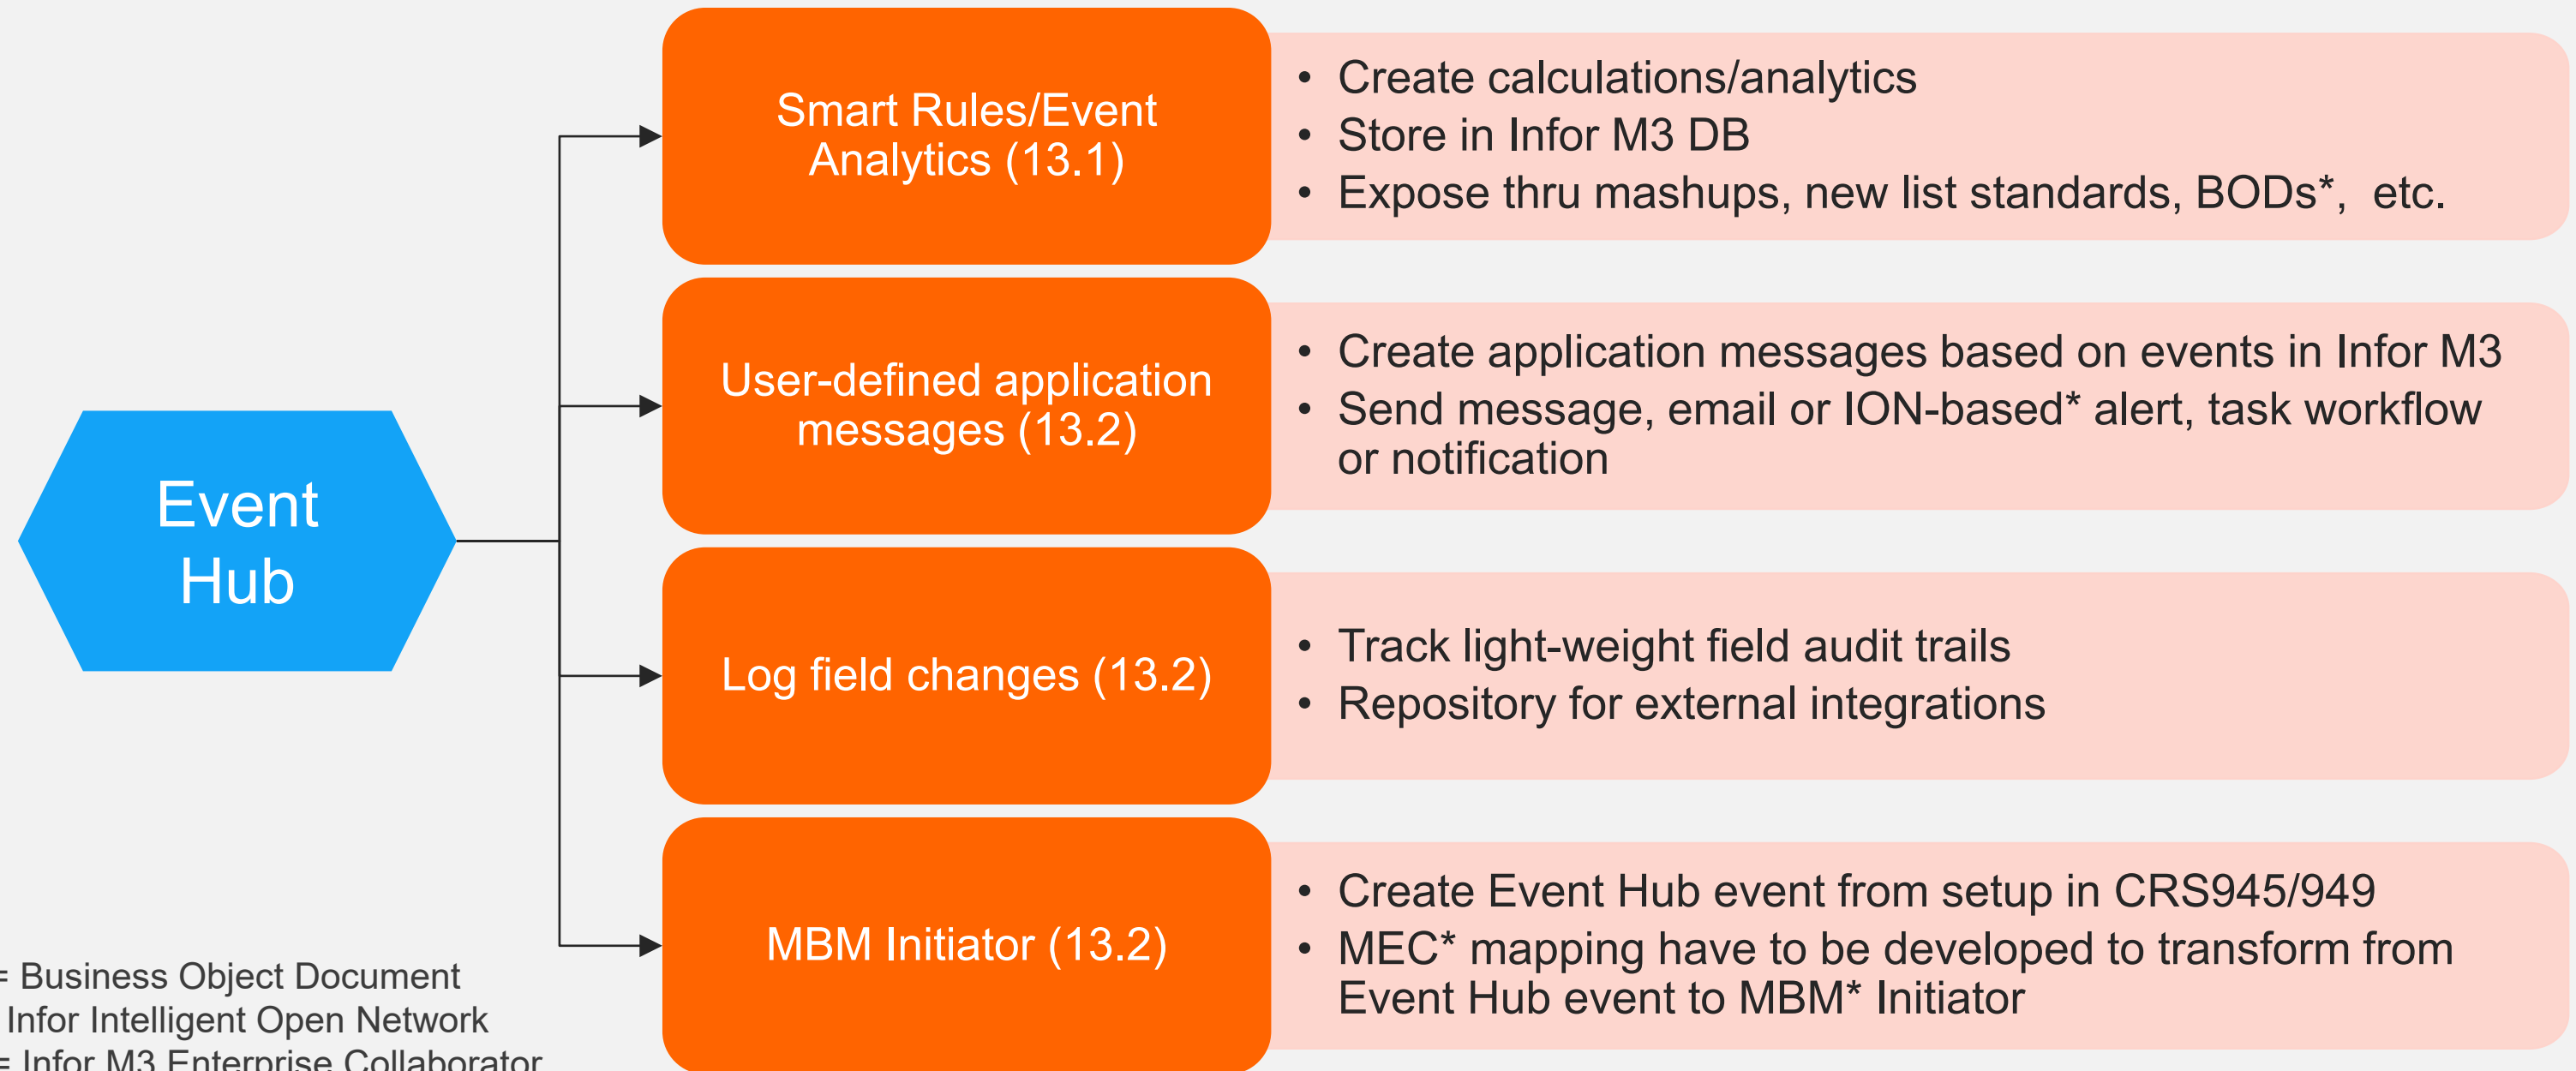 Event
Hub
Smart Rules/Event
Analytics (13.1)
• Create calculations/analytics
• Store in Infor M3 DB
• Expose thru mashups, new list standards, BODs*, etc.
User-defined application
messages (13.2)
• Create application messages based on events in Infor M3
• Send message, email or ION-based* alert, task workflow
or notification
Log field changes (13.2)
• Track light-weight field audit trails
• Repository for external integrations
MBM Initiator (13.2)
• Create Event Hub event from setup in CRS945/949
• MEC* mapping have to be developed to transform from
Event Hub event to MBM* Initiator
= Business Object Document
Infor Intelligent Open Network
= Infor M3 Enterprise Collaborator